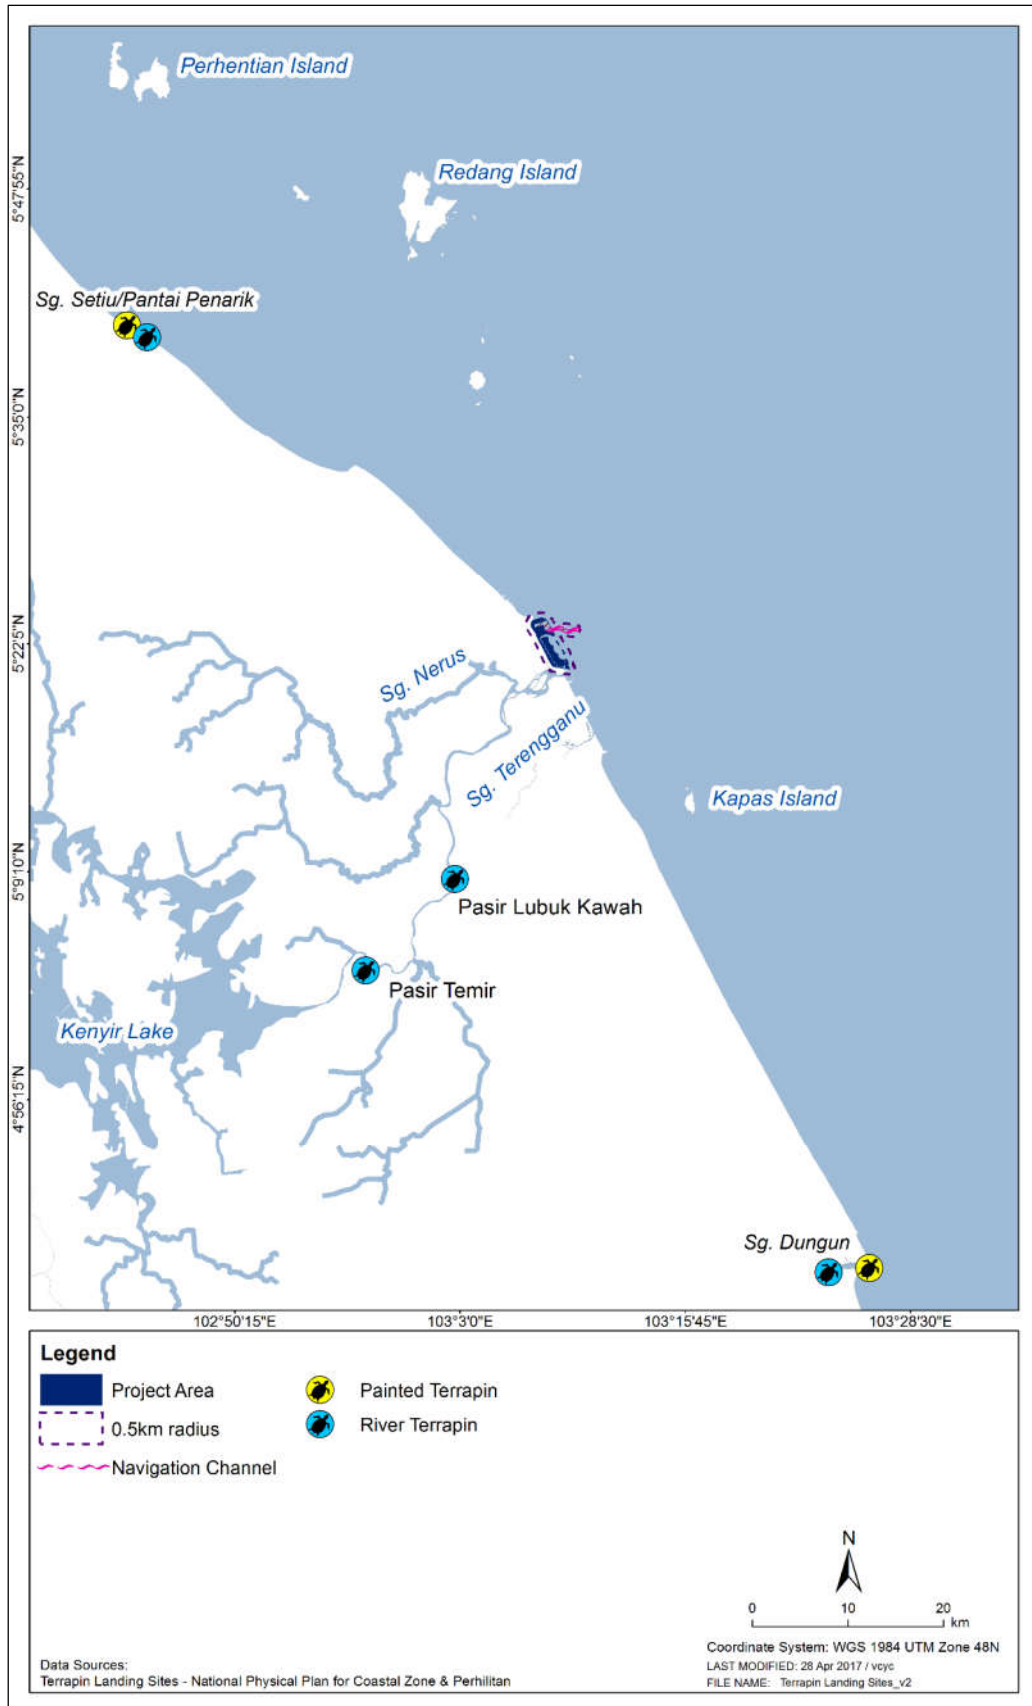 Perhentian Island
Redang Island
5°47'55"N
Sg. Setiu/Pantai Penarik
5°35'0"N
5°22'5"N
Sg. Nerus
Sg. Terengganu
Kapas Island
5°9'10"N
Pasir Lubuk Kawah
Pasir Temir
Kenyir Lake
4°56'15"N
Sg. Dungun
102°50'15"E
103°3'0"E
103°15'45"E
103°28'30"E
Legend
Project Area
Painted Terrapin
0.5km radius
River Terrapin
Navigation Channel
N
0 10 20
km
Coordinate System: WGS 1984 UTM Zone 48N
LAST MODIFIED: 28 Apr 2017 / vcyc
FILE NAME: Terrapin Landing Sites_v2
Data Sources:
Terrapin Landing Sites - National Physical Plan for Coastal Zone & Perhilitan